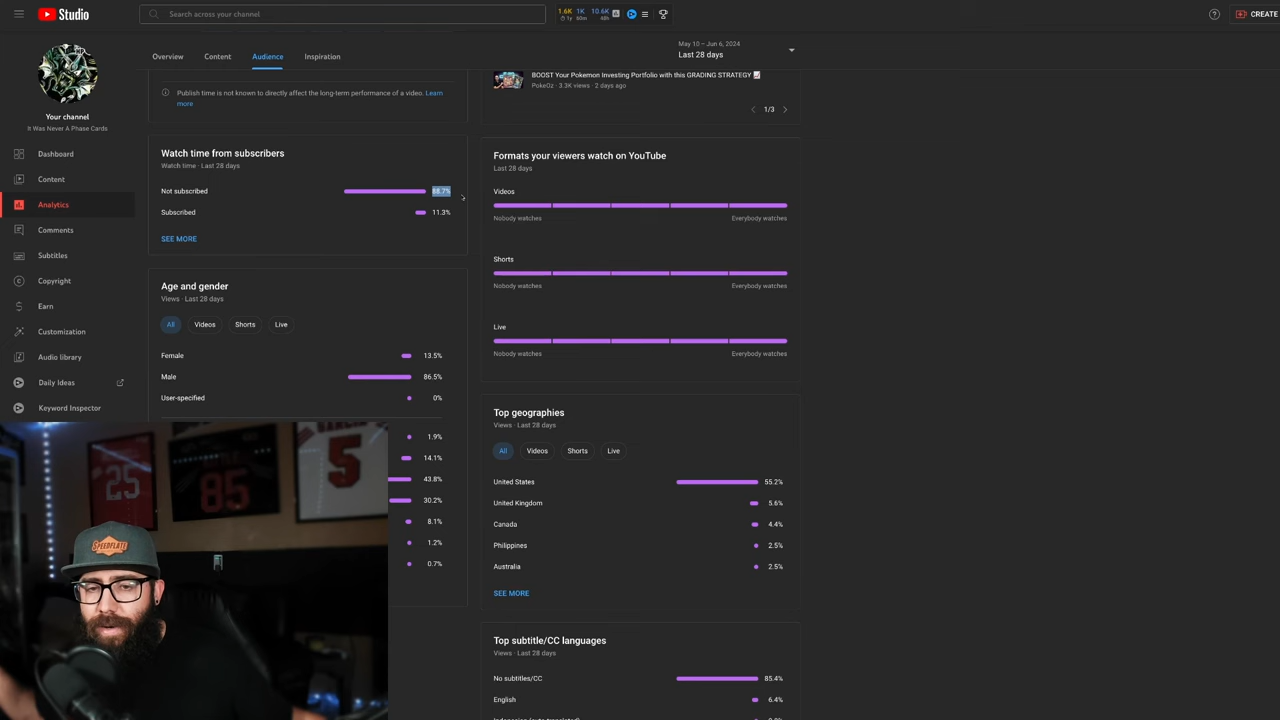 Studio
Search across your channel
1.6K 1K 10.6K
1y 60m 48h
CREATE
Overview
Content
Audience
Inspiration
May 10 – Jun 6, 2024
Last 28 days
Your channel
It Was Never A Phase Cards
Dashboard
Content
Analytics
Comments
Subtitles
Copyright
Earn
Customization
Audio library
Daily Ideas
Keyword Inspector
Publish time is not known to directly affect the long-term performance of a video. Learn
more
Watch time from subscribers
Watch time · Last 28 days
Not subscribed 88.7%
Subscribed 11.3%
SEE MORE
Age and gender
Views · Last 28 days
All Videos Shorts Live
Female 13.5%
Male 86.5%
User-specified 0%
1.9%
14.1%
43.8%
30.2%
8.1%
1.2%
0.7%
BOOST Your Pokemon Investing Portfolio with this GRADING STRATEGY
PokeOz · 3.3K views · 2 days ago
1/3
Formats your viewers watch on YouTube
Last 28 days
Videos
Nobody watches Everybody watches
Shorts
Nobody watches Everybody watches
Live
Nobody watches Everybody watches
Top geographies
Views · Last 28 days
All Videos Shorts Live
United States 55.2%
United Kingdom 5.6%
Canada 4.4%
Philippines 2.5%
Australia 2.5%
SEE MORE
Top subtitle/CC languages
Views · Last 28 days
No subtitles/CC 85.4%
English 6.4%
25
85
GARCIA
5
SPEEDFLATE